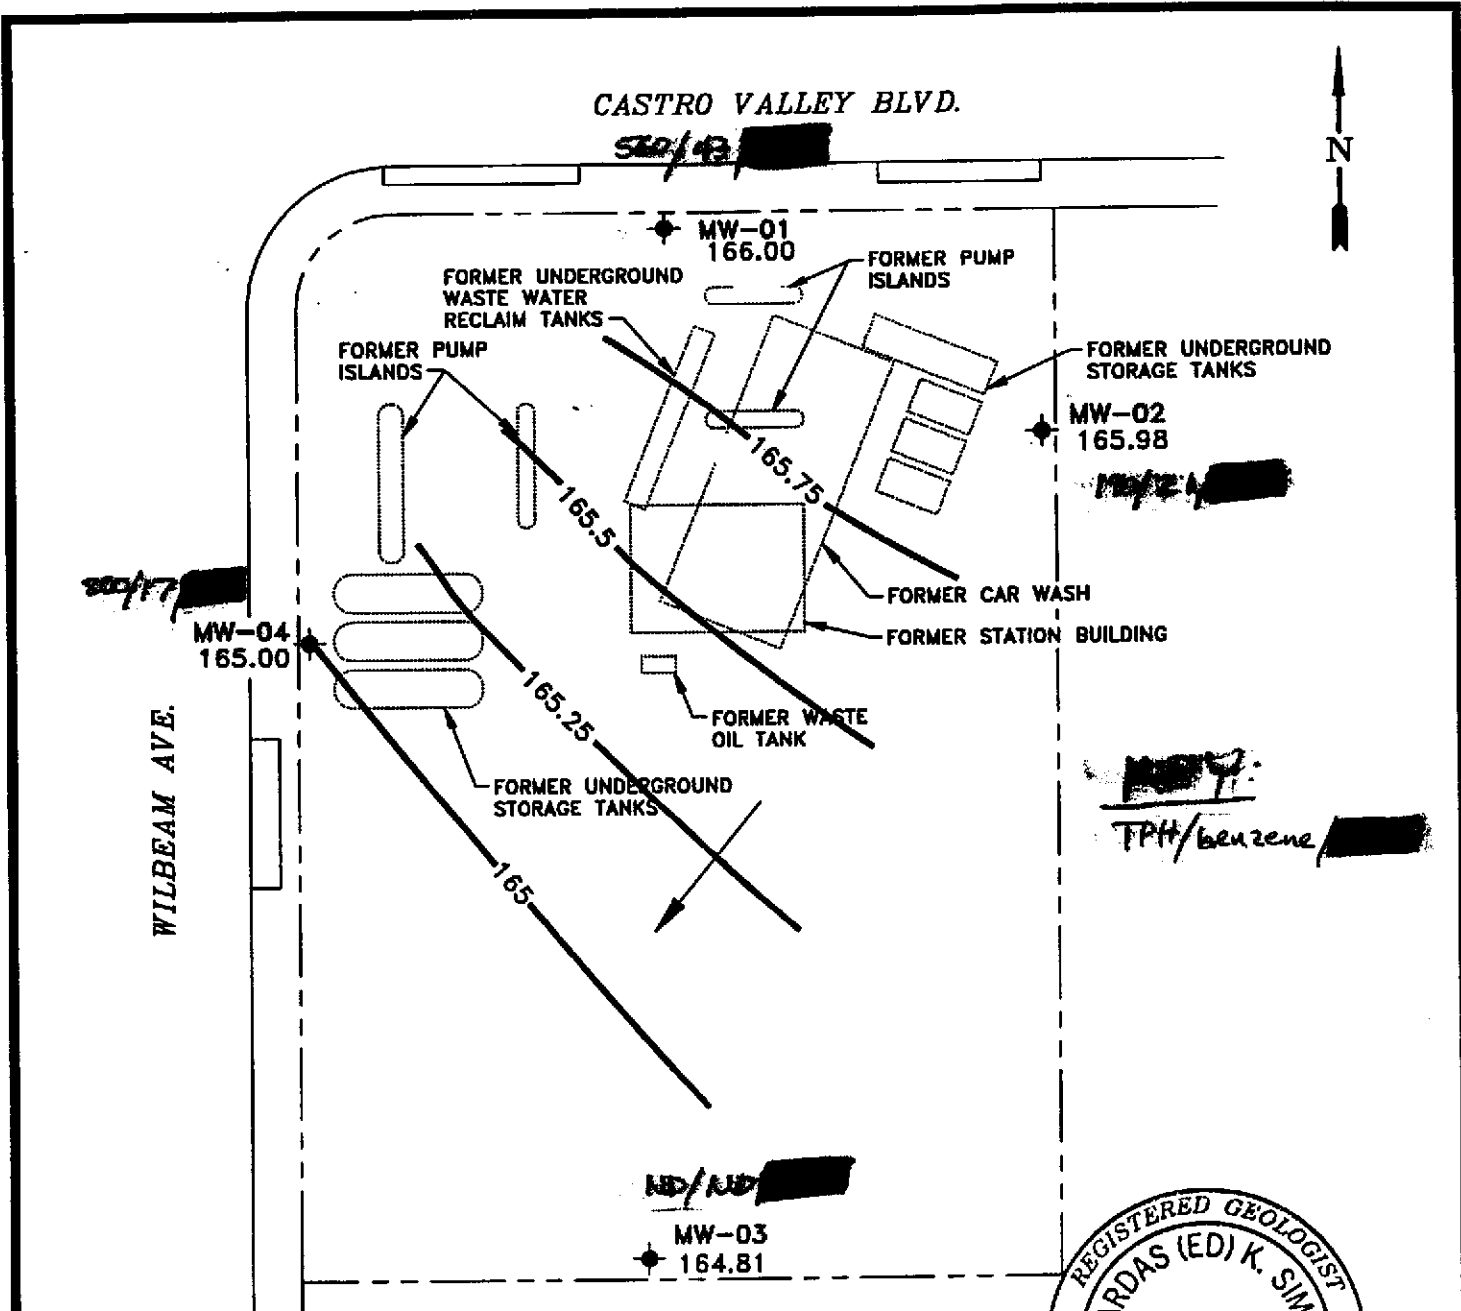 CASTRO VALLEY BLVD.
N
MW-01
166.00
FORMER UNDERGROUND
WASTE WATER
RECLAIM TANKS
FORMER PUMP
ISLANDS
FORMER PUMP
ISLANDS
FORMER UNDERGROUND
STORAGE TANKS
MW-02
165.98
165.75
165.5
FORMER CAR WASH
FORMER STATION BUILDING
MW-04
165.00
165.25
FORMER WASTE
OIL TANK
FORMER UNDERGROUND
STORAGE TANKS
WILBEAM AVE.
165
TPH/benzene/
ND/ND
MW-03
164.81
REGISTERED GEOLOGIST
ARDAS (ED) K. SIM